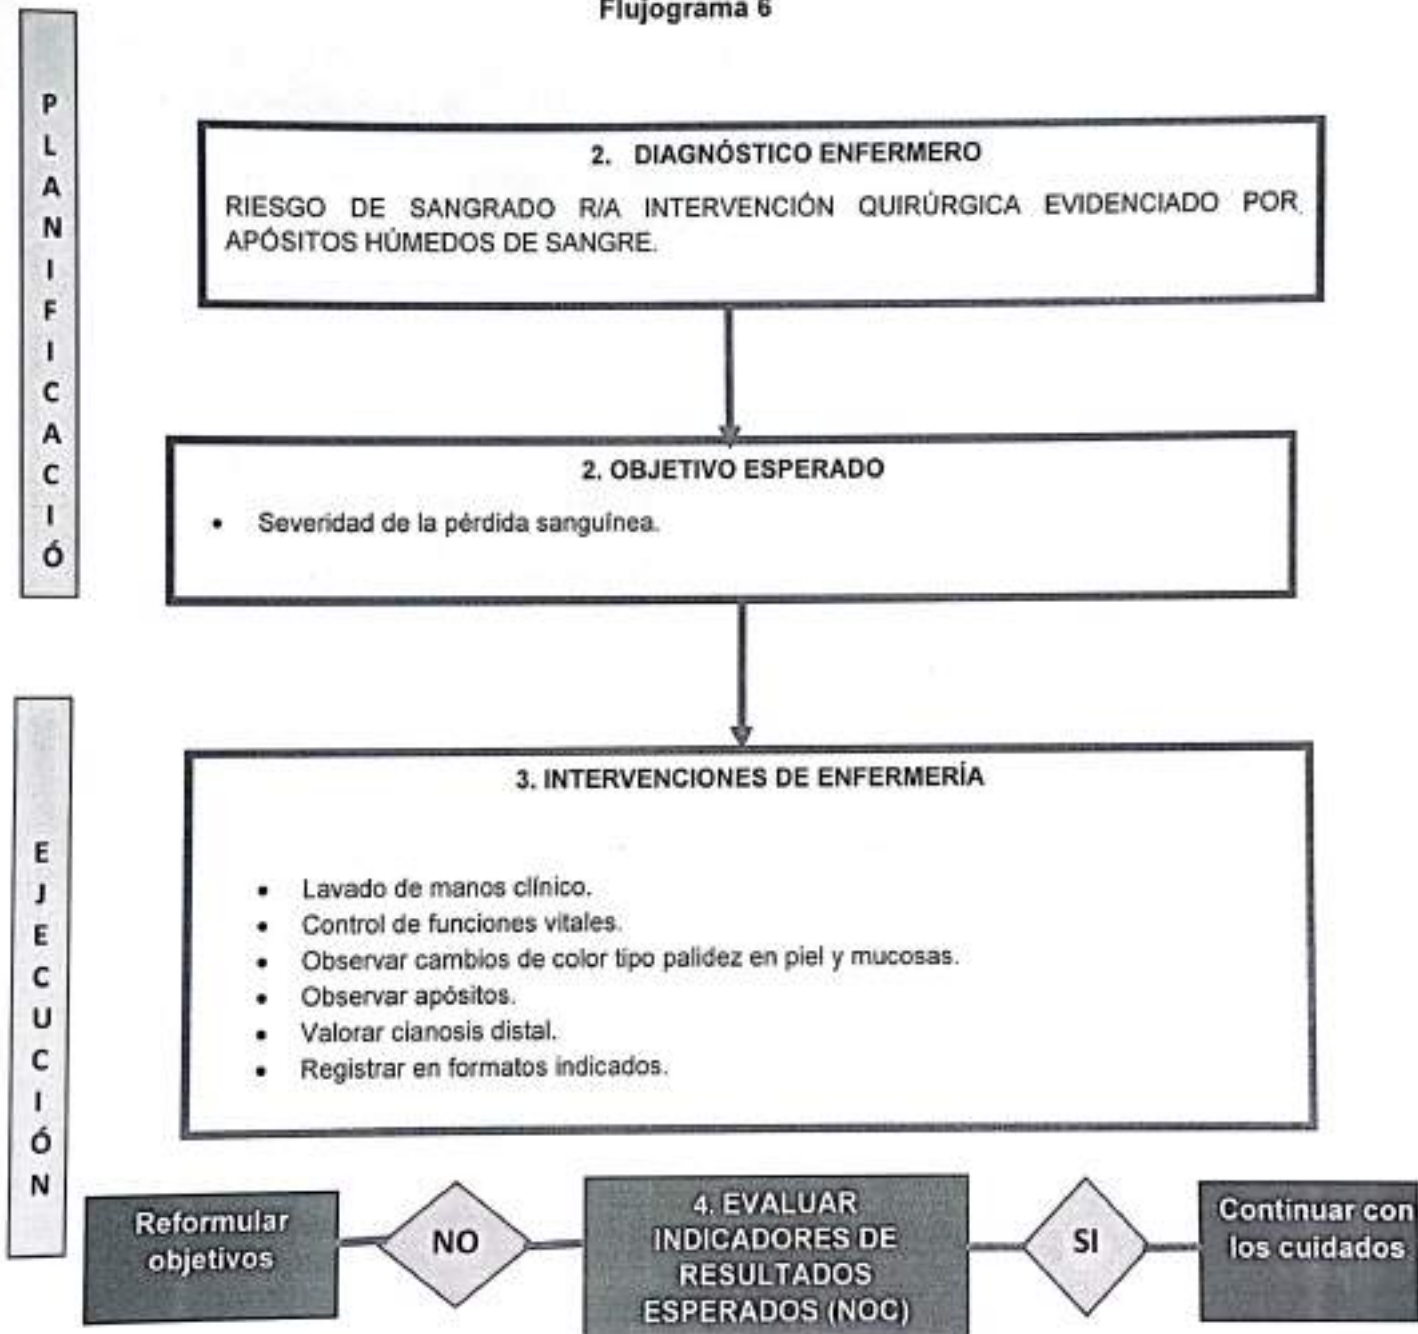 Flujograma 6
PLANIFICACIÓ
2. DIAGNÓSTICO ENFERMERO
RIESGO DE SANGRADO R/A INTERVENCIÓN QUIRÚRGICA EVIDENCIADO POR
APÓSITOS HÚMEDOS DE SANGRE.
2. OBJETIVO ESPERADO
• Severidad de la pérdida sanguínea.
EJECUCIÓN
3. INTERVENCIONES DE ENFERMERÍA
• Lavado de manos clínico.
• Control de funciones vitales.
• Observar cambios de color tipo palidez en piel y mucosas.
• Observar apósitos.
• Valorar cianosis distal.
• Registrar en formatos indicados.
Reformular
objetivos
NO
4. EVALUAR
INDICADORES DE
RESULTADOS
ESPERADOS (NOC)
SI
Continuar con
los cuidados